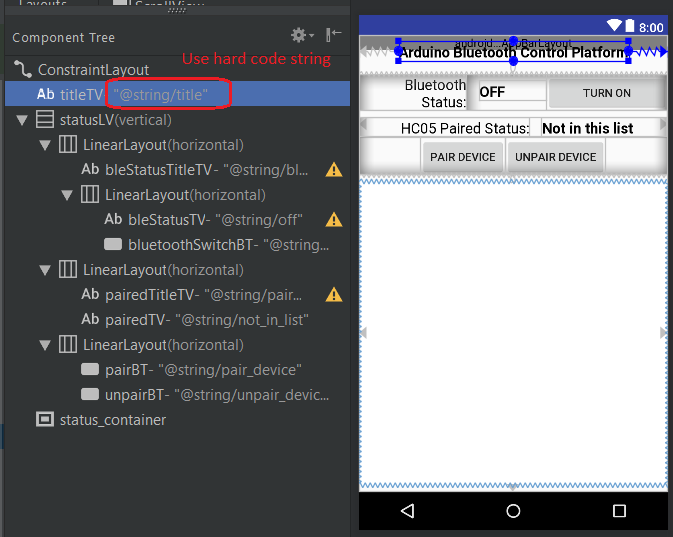 Layouts
ScrollView
Component Tree
Use hard code string
ConstraintLayout
Ab titleTV- "@string/title"
statusLV(vertical)
LinearLayout(horizontal)
Ab bleStatusTitleTV- "@string/bl...
LinearLayout(horizontal)
Ab bleStatusTV- "@string/off"
bluetoothSwitchBT- "@string...
LinearLayout(horizontal)
Ab pairedTitleTV- "@string/pair...
Ab pairedTV- "@string/not_in_list"
LinearLayout(horizontal)
pairBT- "@string/pair_device"
unpairBT- "@string/unpair_devic...
status_container
8:00
Arduino Bluetooth Control Platform
Bluetooth
Status:
OFF
TURN ON
HC05 Paired Status:
Not in this list
PAIR DEVICE
UNPAIR DEVICE